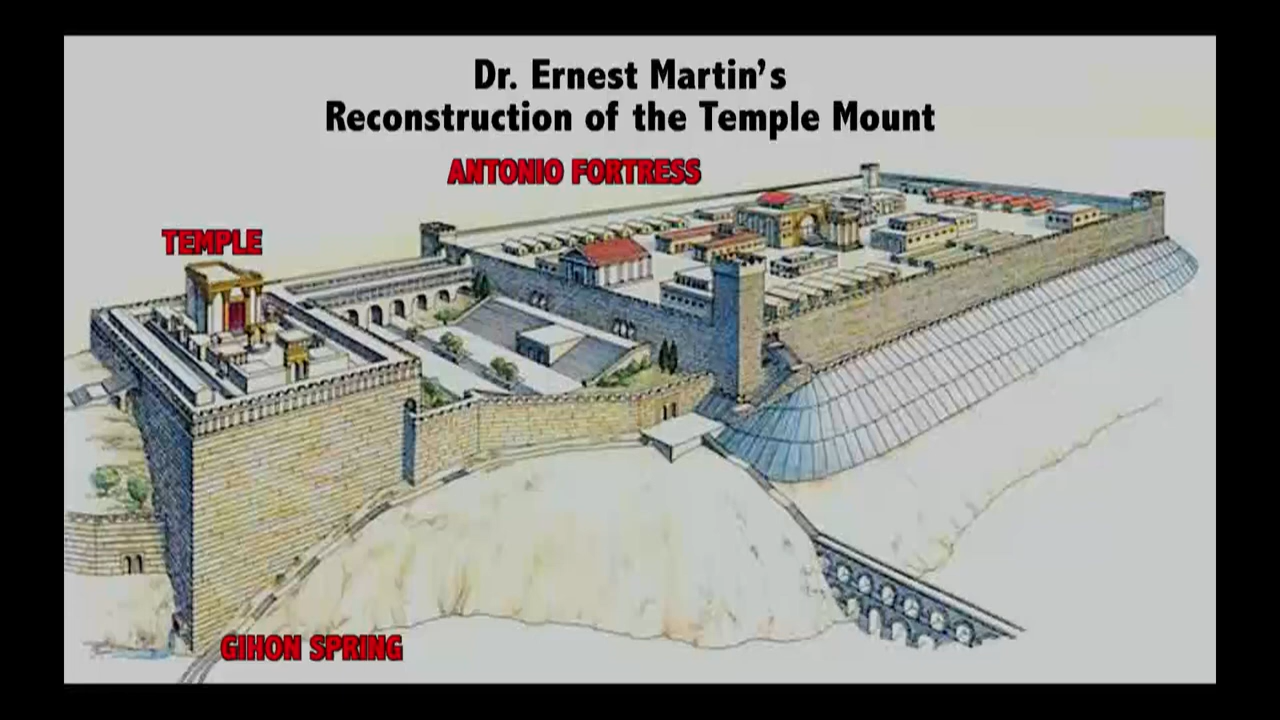 Dr. Ernest Martin's
Reconstruction of the Temple Mount
ANTONIO FORTRESS
TEMPLE
GIHON SPRING